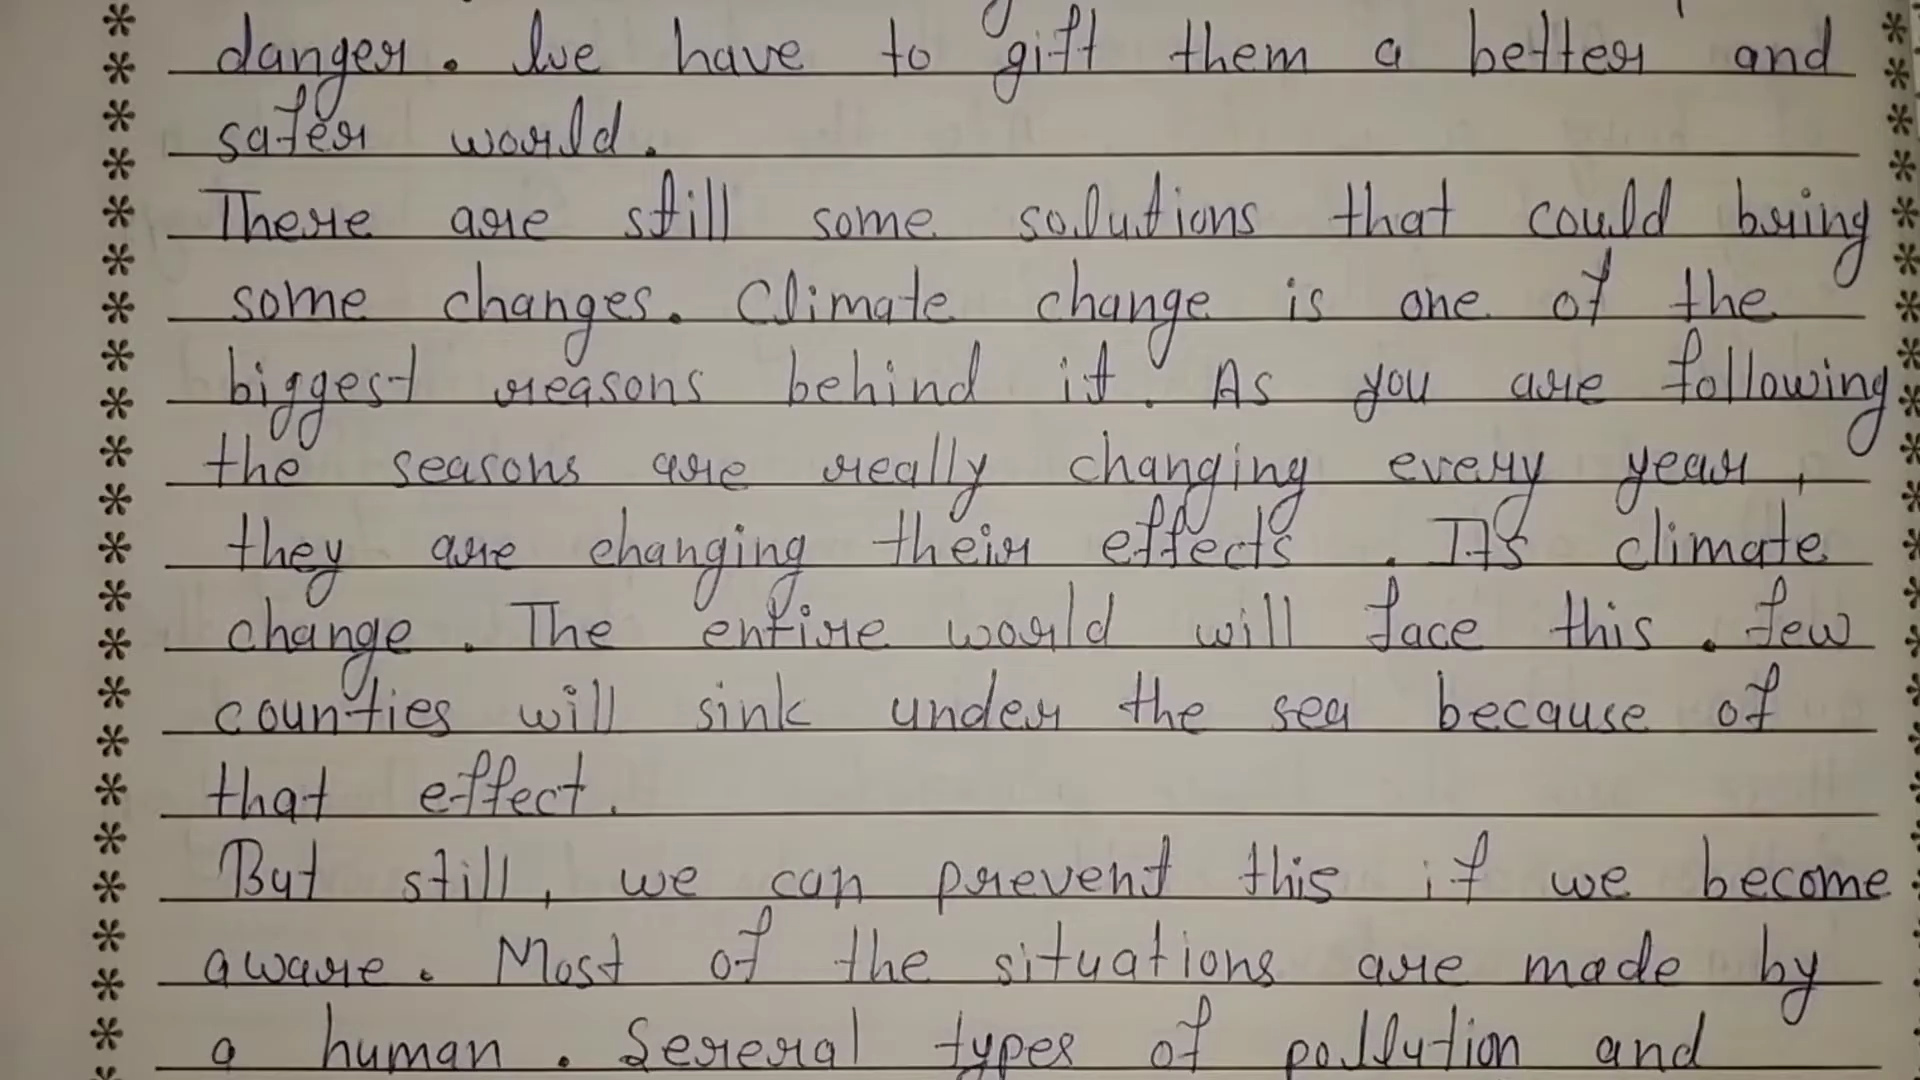 danger. We have to gift them a better and
safer world.
There are still some solutions that could bring
some changes. Climate change is one of the
biggest reasons behind it. As you are following
the seasons are really changing every year,
they are changing their effects. Its climate
change. The entire world will face this. few
counties will sink under the sea because of
that effect.
But still, we can prevent this if we become
aware. Most of the situations are made by
a human. Sereral types of pollution and